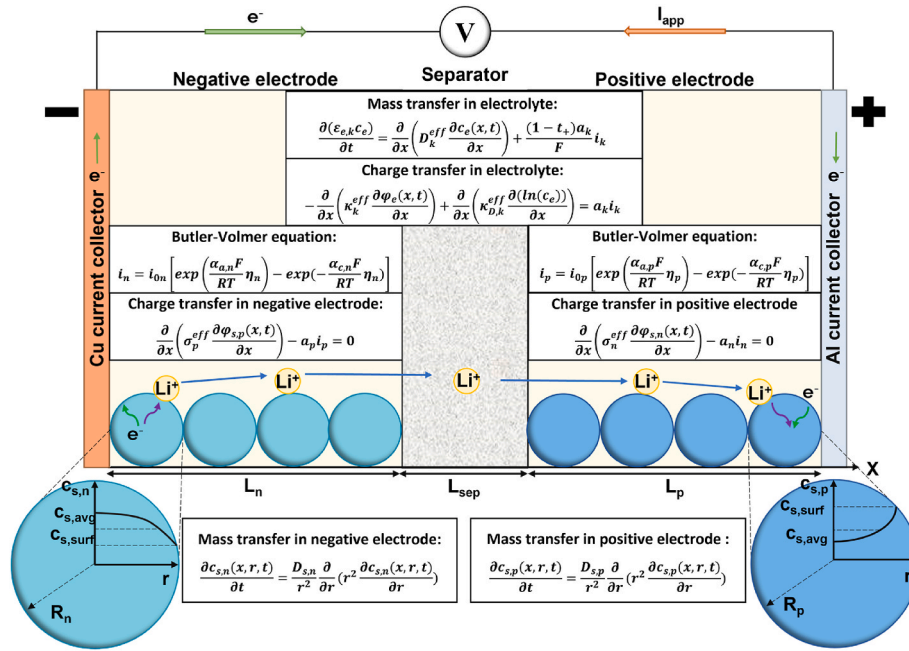 e⁻
V
I_app
Negative electrode
Separator
Positive electrode
−
+
Mass transfer in electrolyte:
∂(ε_{e,k}c_e)/∂t = ∂/∂x (D_k^{eff} ∂c_e(x,t)/∂x) + (1 − t_+)a_k/F i_k
Charge transfer in electrolyte:
−∂/∂x (κ_k^{eff} ∂φ_e(x,t)/∂x) + ∂/∂x (κ_{D,k}^{eff} ∂(ln(c_e))/∂x) = a_k i_k
Cu current collector
e⁻
Al current collector
e⁻
Butler-Volmer equation:
i_n = i_{0n} [exp(α_{a,n}F/RT η_n) − exp(−α_{c,n}F/RT η_n)]
Butler-Volmer equation:
i_p = i_{0p} [exp(α_{a,p}F/RT η_p) − exp(−α_{c,p}F/RT η_p)]
Charge transfer in negative electrode:
∂/∂x (σ_p^{eff} ∂φ_{s,p}(x,t)/∂x) − a_p i_p = 0
Charge transfer in positive electrode
∂/∂x (σ_n^{eff} ∂φ_{s,n}(x,t)/∂x) − a_n i_n = 0
Li⁺
Li⁺
Li⁺
Li⁺
Li⁺
e⁻
e⁻
X
L_n
L_sep
L_p
c_{s,n}
c_{s,avg}
c_{s,surf}
r
R_n
Mass transfer in negative electrode:
∂c_{s,n}(x,r,t)/∂t = D_{s,n}/r² ∂/∂r (r² ∂c_{s,n}(x,r,t)/∂r)
Mass transfer in positive electrode :
∂c_{s,p}(x,r,t)/∂t = D_{s,p}/r² ∂/∂r (r² ∂c_{s,p}(x,r,t)/∂r)
c_{s,p}
c_{s,surf}
c_{s,avg}
r
R_p